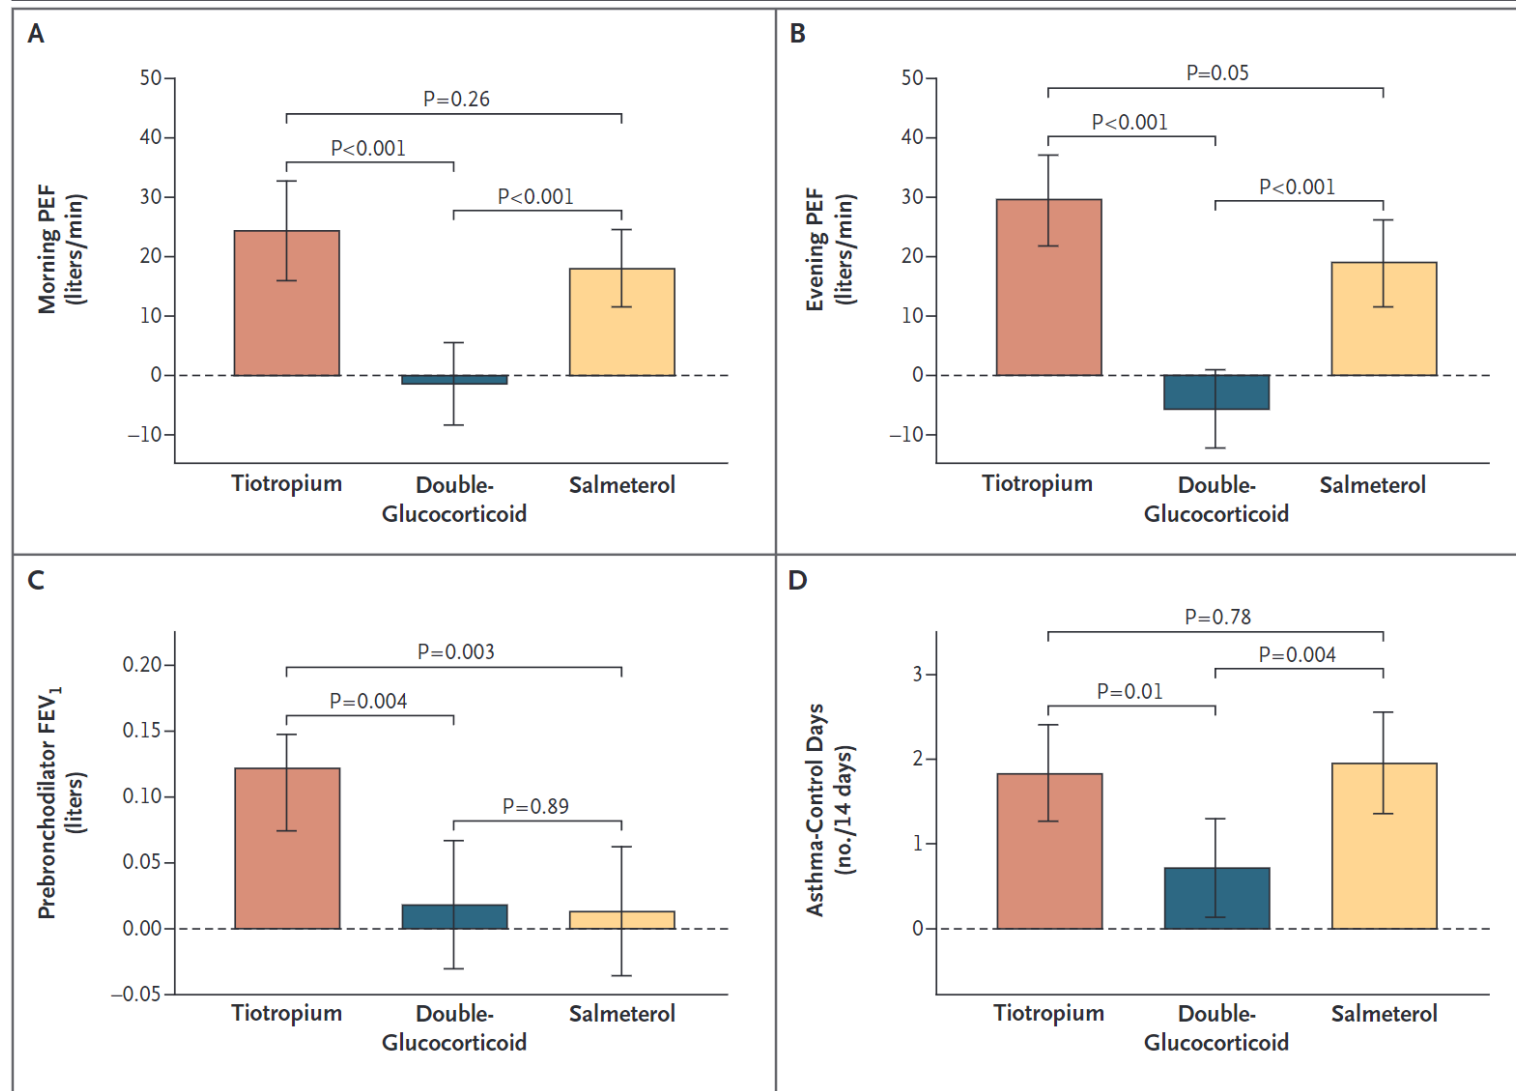 A
Morning PEF
(liters/min)
50
40
30
20
10
0
–10
P=0.26
P<0.001
P<0.001
Tiotropium
Double-
Glucocorticoid
Salmeterol
B
Evening PEF
(liters/min)
50
40
30
20
10
0
–10
P=0.05
P<0.001
P<0.001
Tiotropium
Double-
Glucocorticoid
Salmeterol
C
Prebronchodilator FEV1
(liters)
0.20
0.15
0.10
0.05
0.00
–0.05
P=0.003
P=0.004
P=0.89
Tiotropium
Double-
Glucocorticoid
Salmeterol
D
Asthma-Control Days
(no./14 days)
3
2
1
0
P=0.78
P=0.004
P=0.01
Tiotropium
Double-
Glucocorticoid
Salmeterol